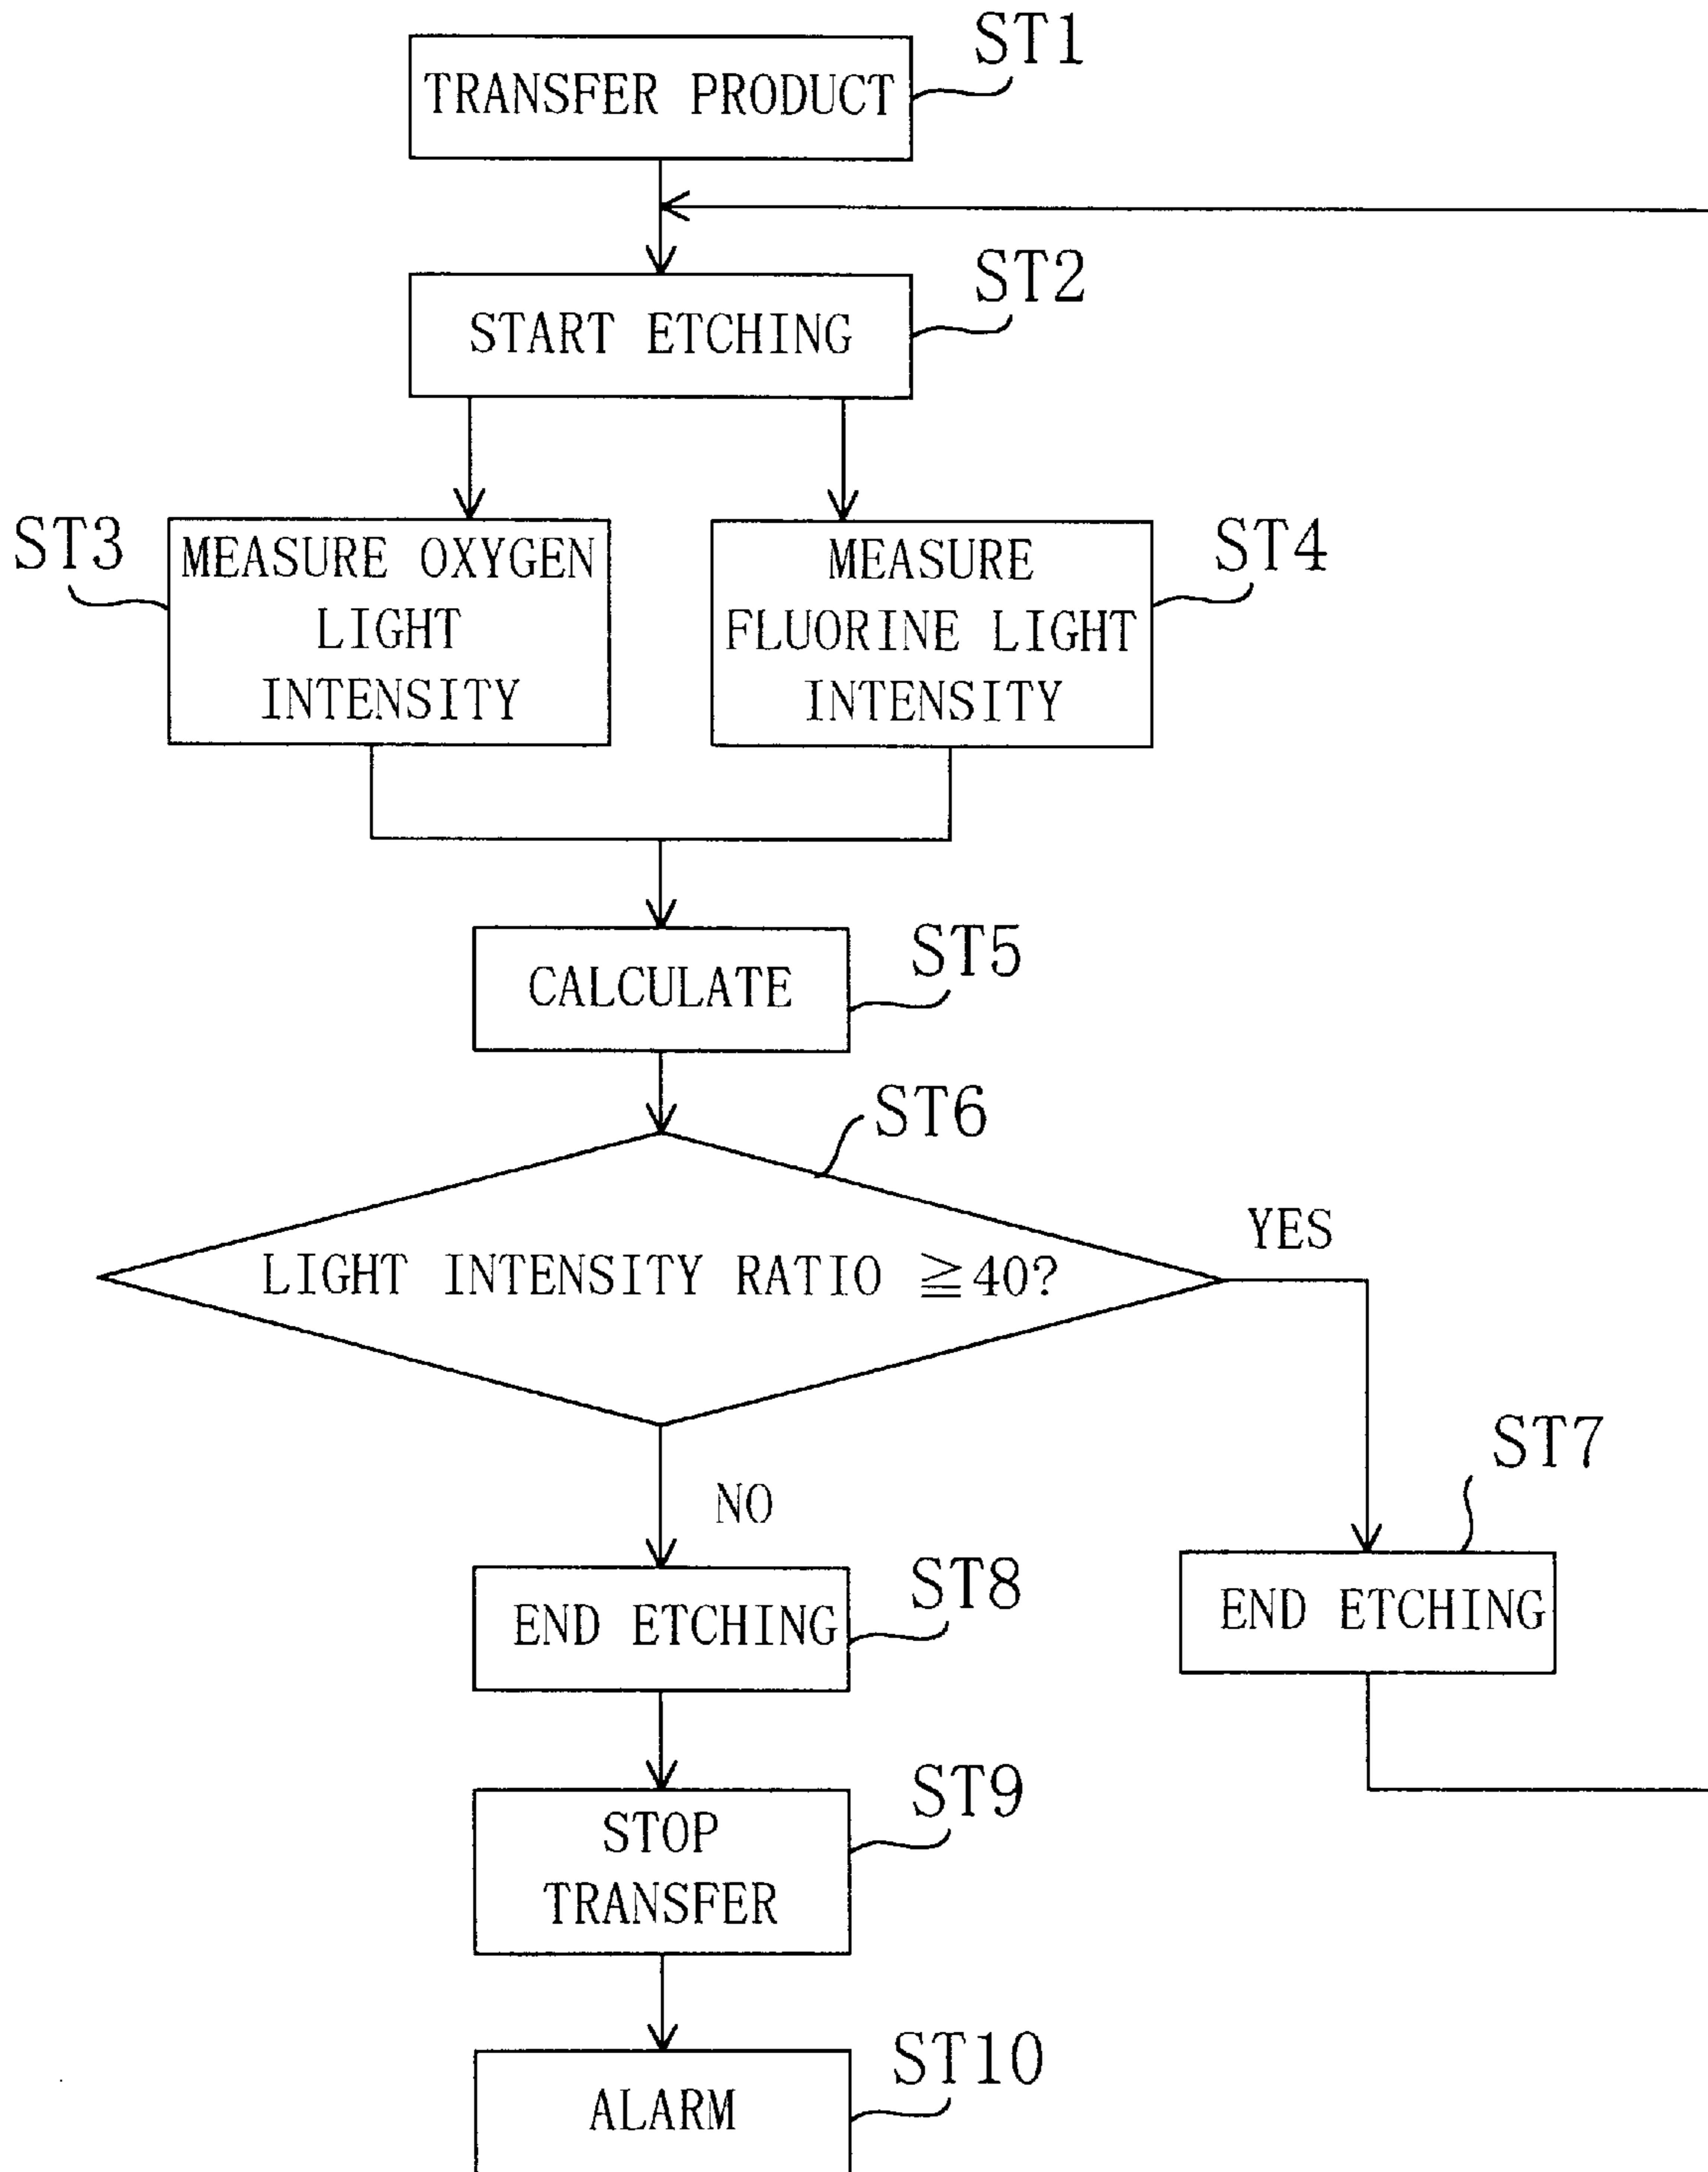 ST1
TRANSFER PRODUCT
ST2
START ETCHING
ST3
MEASURE OXYGEN
LIGHT
INTENSITY
ST4
MEASURE
FLUORINE LIGHT
INTENSITY
ST5
CALCULATE
ST6
LIGHT INTENSITY RATIO ≧40?
YES
NO
ST7
END ETCHING
ST8
END ETCHING
ST9
STOP
TRANSFER
ST10
ALARM